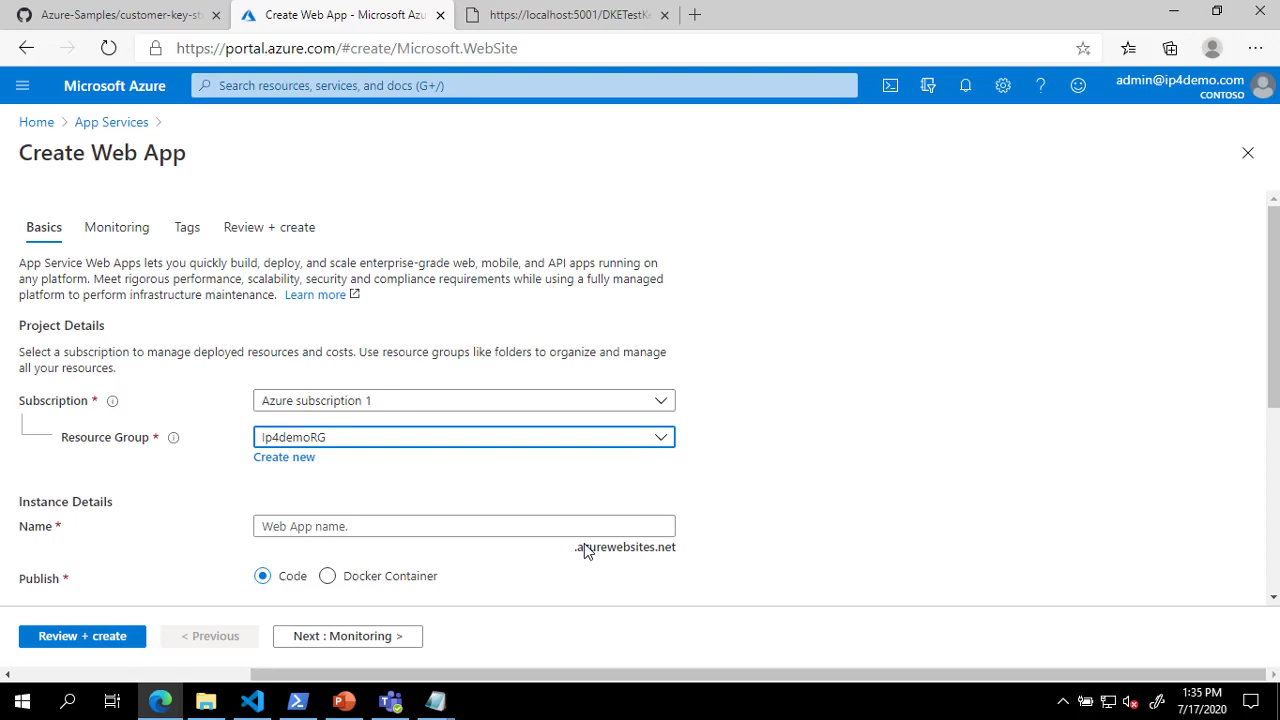 Azure-Samples/customer-key-st
Create Web App - Microsoft Azu
https://localhost:5001/DKETestKe
https://portal.azure.com/#create/Microsoft.WebSite
Microsoft Azure
Search resources, services, and docs (G+/)
admin@ip4demo.com
CONTOSO
Home > App Services >
Create Web App
Basics Monitoring Tags Review + create
App Service Web Apps lets you quickly build, deploy, and scale enterprise-grade web, mobile, and API apps running on
any platform. Meet rigorous performance, scalability, security and compliance requirements while using a fully managed
platform to perform infrastructure maintenance. Learn more
Project Details
Select a subscription to manage deployed resources and costs. Use resource groups like folders to organize and manage
all your resources.
Subscription *
Azure subscription 1
Resource Group *
Ip4demoRG
Create new
Instance Details
Name *
Web App name.
.azurewebsites.net
Publish *
Code Docker Container
Review + create
< Previous
Next : Monitoring >
1:35 PM
7/17/2020